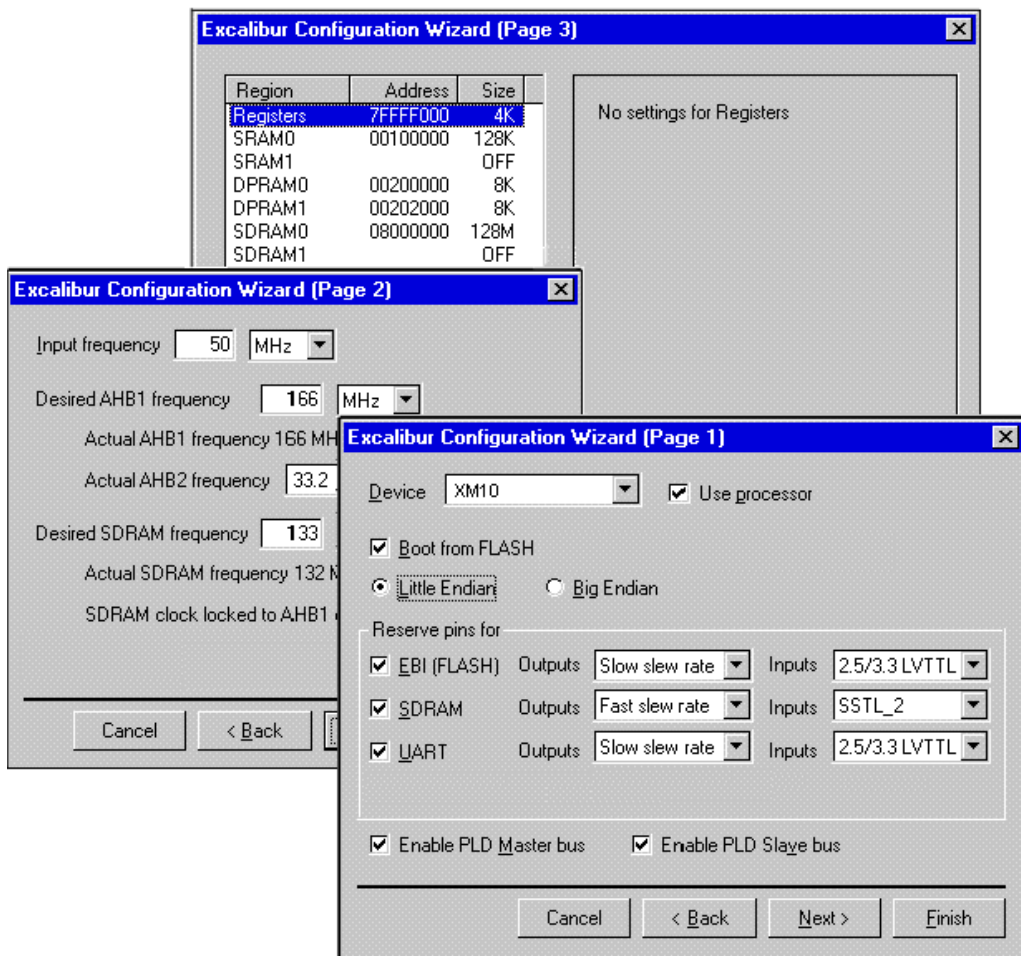 Excalibur Configuration Wizard (Page 3)
Region Address Size
Registers 7FFFF000 4K
SRAM0 00100000 128K
SRAM1 OFF
DPRAM0 00200000 8K
DPRAM1 00202000 8K
SDRAM0 08000000 128M
SDRAM1 OFF
No settings for Registers
Excalibur Configuration Wizard (Page 2)
Input frequency 50 MHz
Desired AHB1 frequency 166 MHz
Actual AHB1 frequency 166 MH
Actual AHB2 frequency 33.2
Desired SDRAM frequency 133
Actual SDRAM frequency 132 M
SDRAM clock locked to AHB1
Cancel < Back
Excalibur Configuration Wizard (Page 1)
Device XM10 Use processor
Boot from FLASH
Little Endian Big Endian
Reserve pins for
EBI (FLASH) Outputs Slow slew rate Inputs 2.5/3.3 LVTTL
SDRAM Outputs Fast slew rate Inputs SSTL_2
UART Outputs Slow slew rate Inputs 2.5/3.3 LVTTL
Enable PLD Master bus Enable PLD Slave bus
Cancel < Back Next > Finish